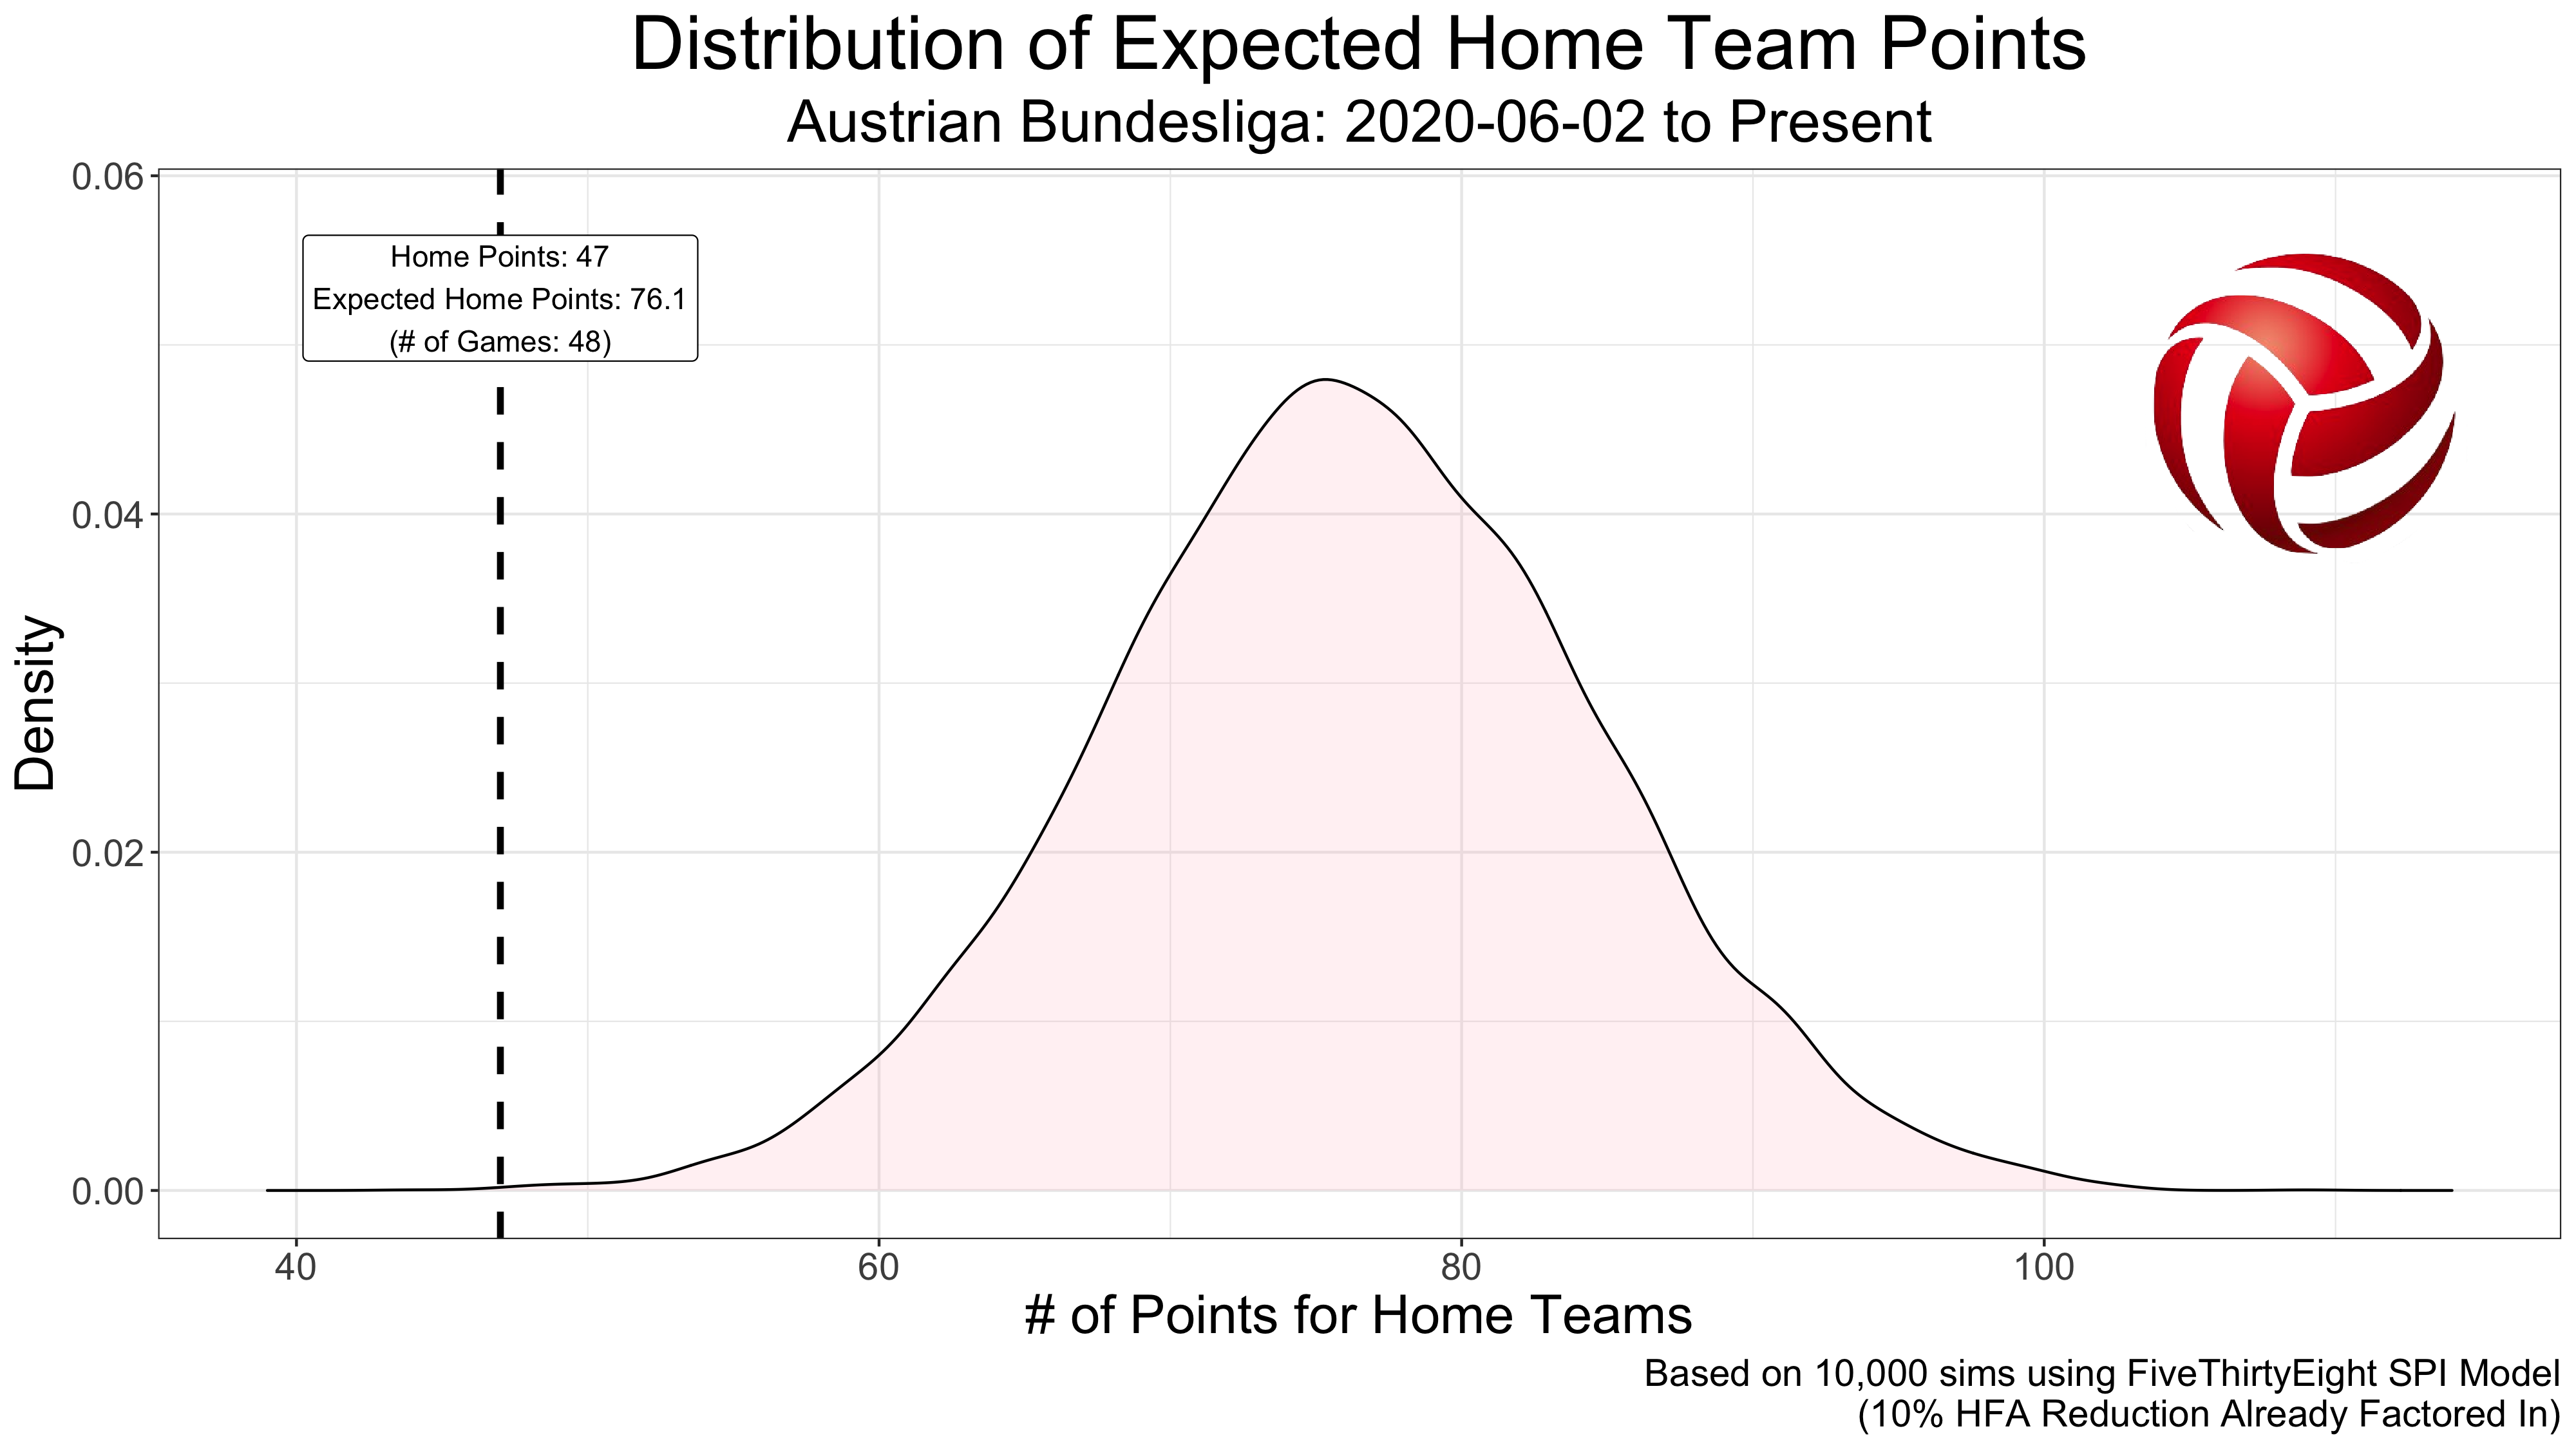 Distribution of Expected Home Team Points
Austrian Bundesliga: 2020-06-02 to Present
0.06
Home Points: 47
Expected Home Points: 76.1
(# of Games: 48)
0.04
Density
0.02
0.00
40
60
80
100
# of Points for Home Teams
Based on 10,000 sims using FiveThirtyEight SPI Model
(10% HFA Reduction Already Factored In)